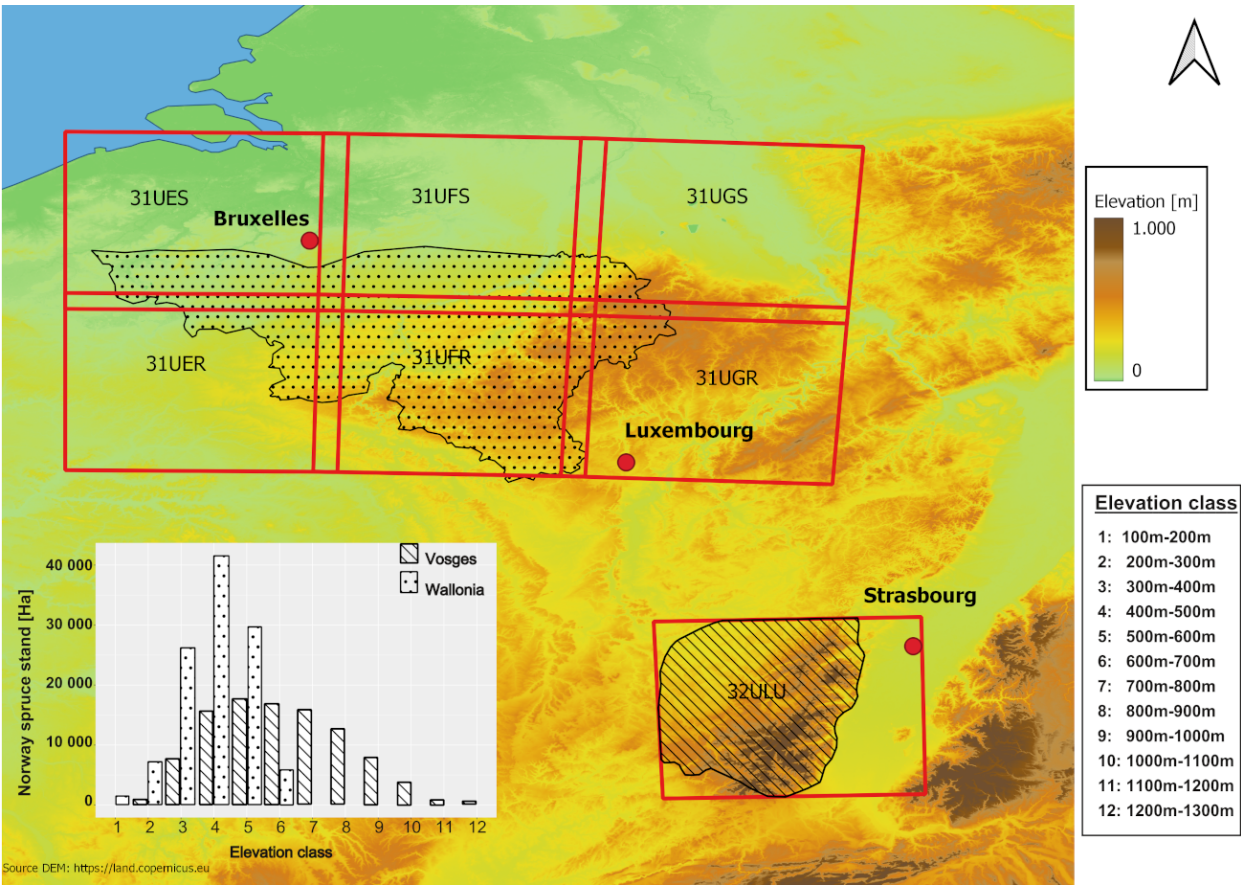 31UES
31UFS
31UGS
Bruxelles
31UER
31UFR
31UGR
Luxembourg
Strasbourg
32ULU
Elevation [m]
1.000
0
Elevation class
1: 100m-200m
2: 200m-300m
3: 300m-400m
4: 400m-500m
5: 500m-600m
6: 600m-700m
7: 700m-800m
8: 800m-900m
9: 900m-1000m
10: 1000m-1100m
11: 1100m-1200m
12: 1200m-1300m
Norway spruce stand [Ha]
40 000
30 000
20 000
10 000
0
Vosges
Wallonia
1 2 3 4 5 6 7 8 9 10 11 12
Elevation class
Source DEM: https://land.copernicus.eu